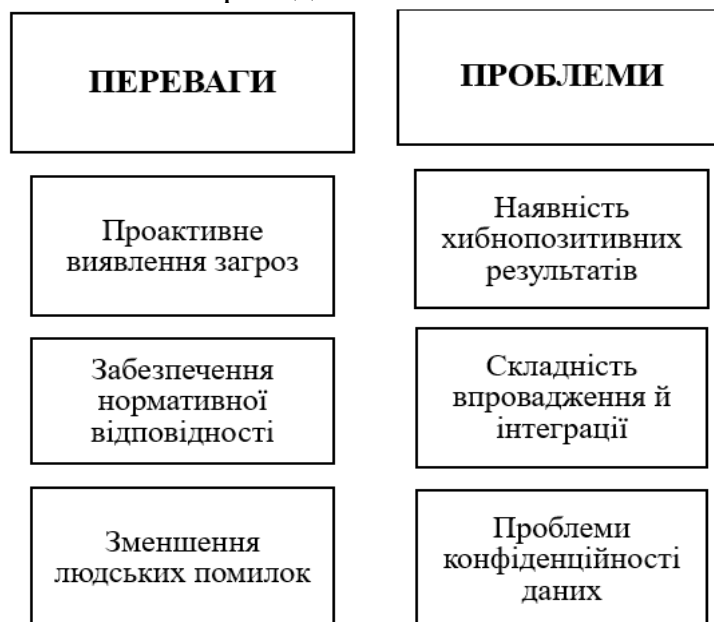 ПЕРЕВАГИ
Проактивне
виявлення загроз
Забезпечення
нормативної
відповідності
Зменшення
людських помилок
ПРОБЛЕМИ
Наявність
хибнопозитивних
результатів
Складність
впровадження й
інтеграції
Проблеми
конфіденційності
даних